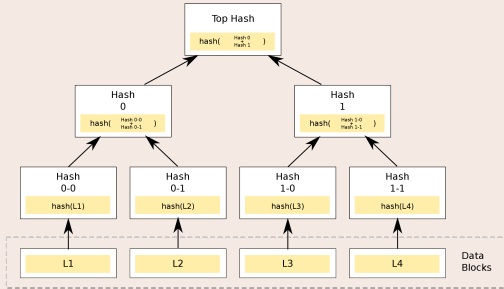 Top Hash
hash( Hash 0 + Hash 1 )
Hash
0
hash( Hash 0-0 + Hash 0-1 )
Hash
1
hash( Hash 1-0 + Hash 1-1 )
Hash
0-0
hash(L1)
Hash
0-1
hash(L2)
Hash
1-0
hash(L3)
Hash
1-1
hash(L4)
L1
L2
L3
L4
Data
Blocks